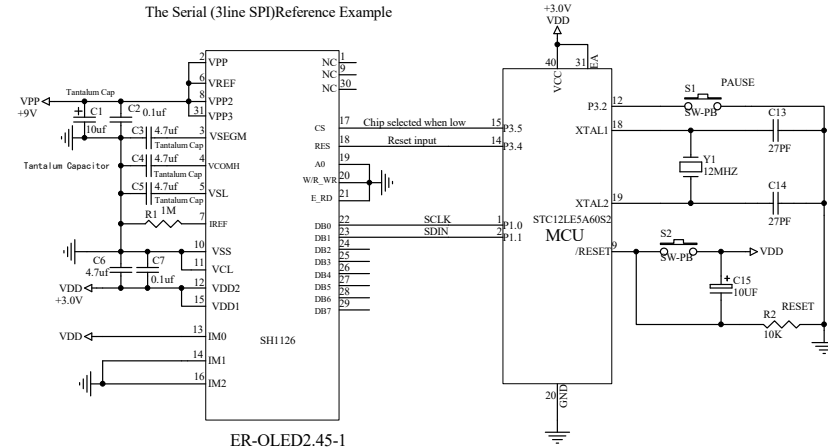 The Serial (3line SPI)Reference Example
+3.0V
VDD
VPP
+9V
Tantalum Cap
+ C1
10uf
C2 0.1uf
C3 4.7uf
Tantalum Cap
Tantalum Capacitor
C4 4.7uf
Tantalum Cap
C5 4.7uf
Tantalum Cap
R1 1M
C6
4.7uf
C7
0.1uf
VDD
+3.0V
VDD
2 VPP
6 VREF
8 VPP2
31 VPP3
3 VSEGM
4 VCOMH
5 VSL
7 IREF
10 VSS
11 VCL
12 VDD2
15 VDD1
13 IM0
14 IM1
16 IM2
SH1126
ER-OLED2.45-1
NC 1
NC 9
NC 30
CS 17
RES 18
A0 19
W/R_WR 20
E_RD 21
DB0 22
DB1 23
DB2 24
DB3 25
DB4 26
DB5 27
DB6 28
DB7 29
Chip selected when low
Reset input
SCLK
SDIN
15 P3.5
14 P3.4
1 P1.0
2 P1.1
40 VCC
31 EA
20 GND
STC12LE5A60S2
MCU
P3.2 12
XTAL1 18
XTAL2 19
/RESET 9
S1 PAUSE
SW-PB
C13
27PF
Y1
12MHZ
C14
27PF
S2
SW-PB
VDD
+ C15
10UF
RESET
R2
10K